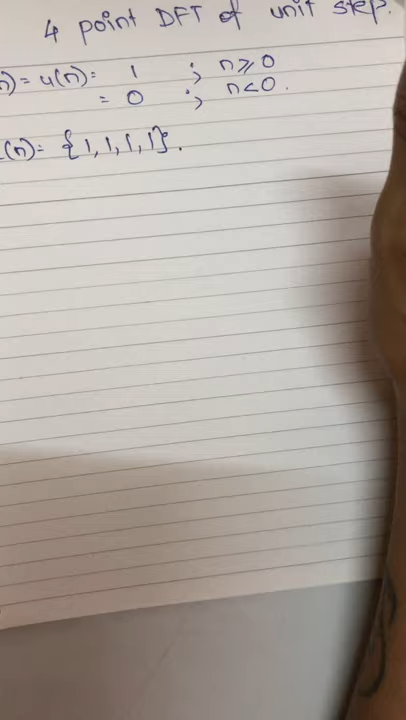 4 point DFT of unit step.
n) = u(n) = 1 ; n ≥ 0
= 0 ; n < 0.
(n) = {1, 1, 1, 1}.